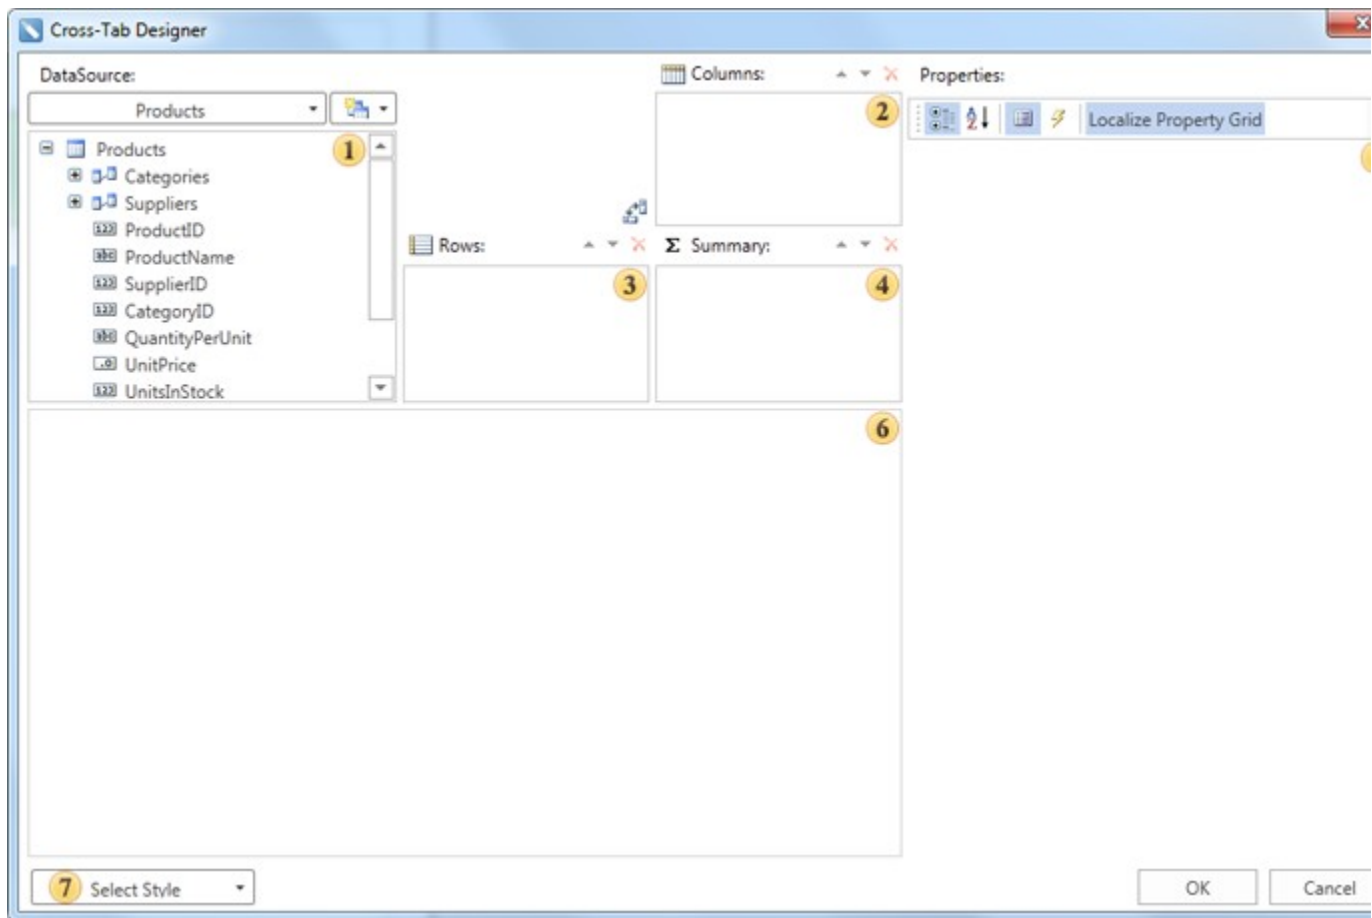 Cross-Tab Designer
DataSource:
Columns:
Properties:
Products
2
Localize Property Grid
Products
1
Categories
Suppliers
ProductID
Rows:
Σ Summary:
ProductName
SupplierID
3
4
CategoryID
QuantityPerUnit
UnitPrice
UnitsInStock
6
7 Select Style
OK
Cancel